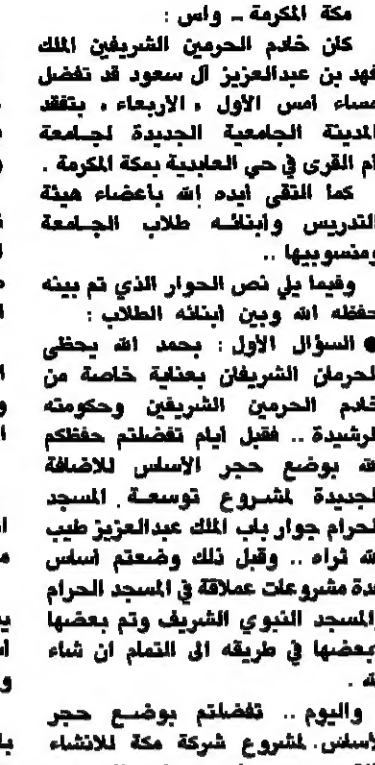 مكة المكرمة ـ واس :
كان خادم الحرمين الشريفين الملك
فهد بن عبدالعزيز آل سعود قد تفضل
مساء امس الأول ، الاربعاء ، بتفقد
المدينة الجامعية الجديدة لجامعة
أم القرى في حي العابدية بمكة المكرمة .
كما التقى أيده الله بأعضاء هيئة
التدريس وأبنائه طلاب الجامعة
ومنسوبيها ..
وفيما يلي نص الحوار الذي تم بينه
حفظه الله وبين أبنائه الطلاب :
● السؤال الأول : بحمد الله يحظى
الحرمان الشريفان بعناية خاصة من
خادم الحرمين الشريفين وحكومته
الرشيدة .. فقبل أيام تفضلتم حفظكم
الله بوضع حجر الأساس للاضافة
الجديدة لمشروع توسعة المسجد
الحرام جوار باب الملك عبدالعزيز طيب
الله ثراه .. وقبل ذلك وضعتم أساس
عدة مشروعات عملاقة في المسجد الحرام
والمسجد النبوي الشريف وتم بعضها
وبعضها في طريقه الى التمام ان شاء
الله .
واليوم .. تفضلتم بوضع حجر
الأساس لمشروع شركة مكة للانشاء